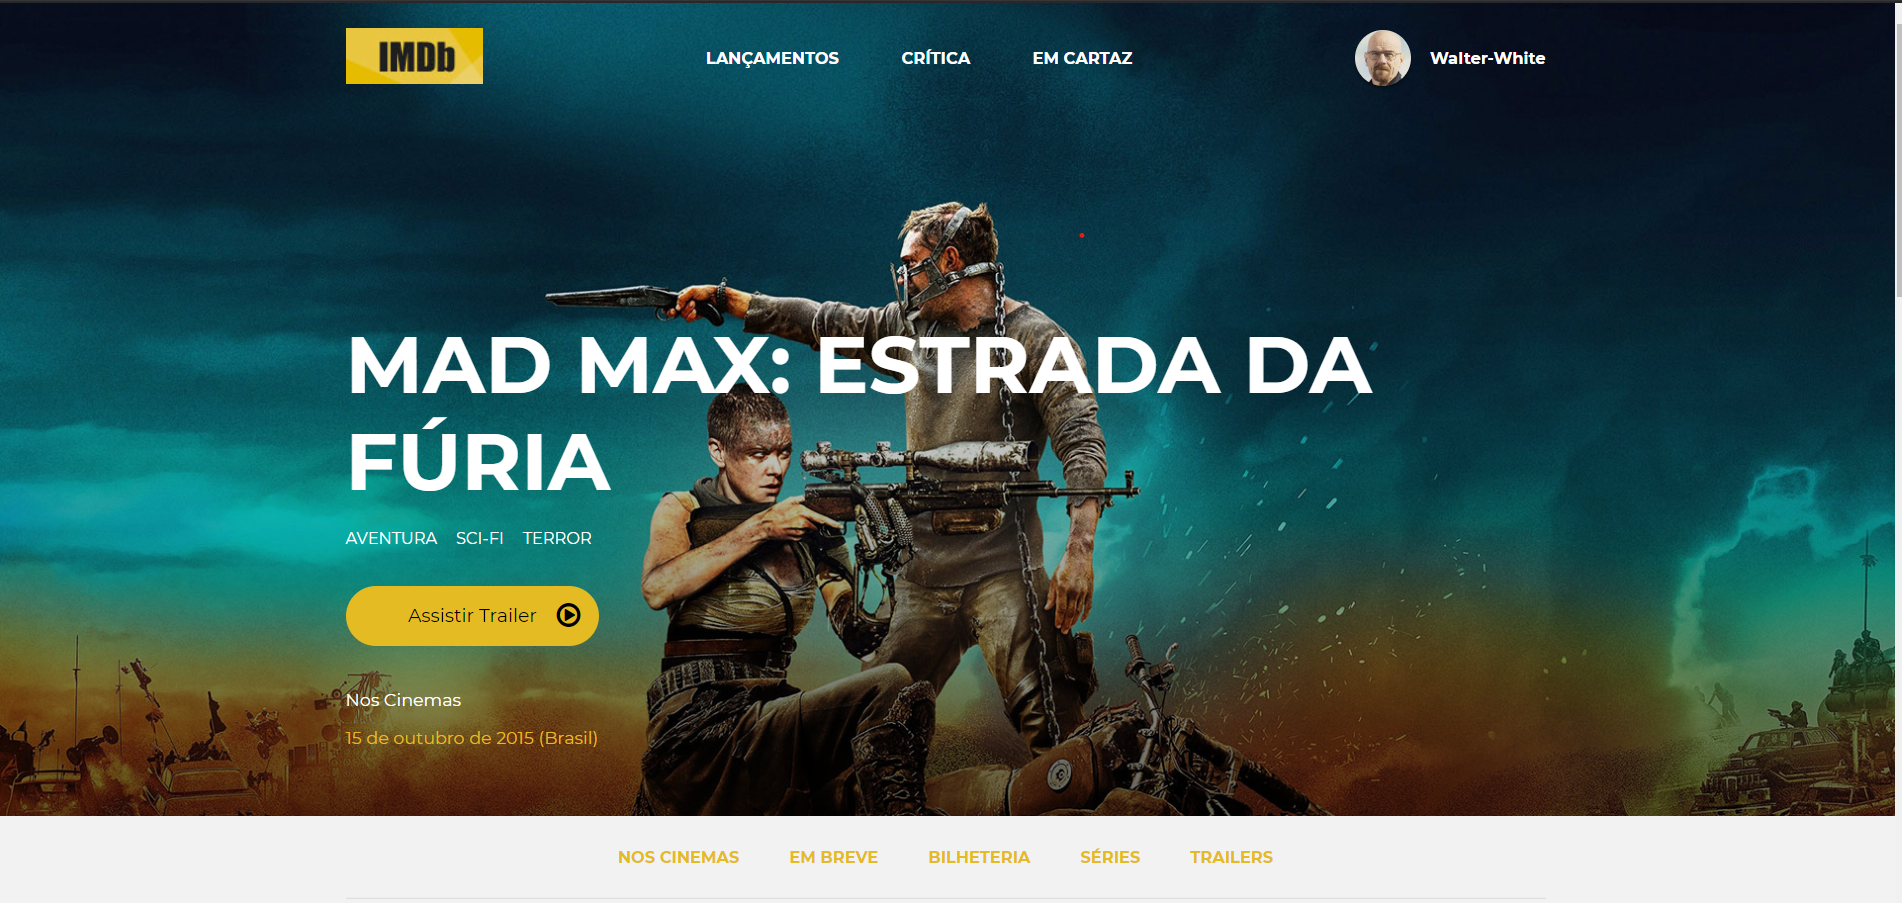 IMDb
LANÇAMENTOS CRÍTICA EM CARTAZ
Walter-White
MAD MAX: ESTRADA DA
FÚRIA
AVENTURA SCI-FI TERROR
Assistir Trailer
Nos Cinemas
15 de outubro de 2015 (Brasil)
NOS CINEMAS EM BREVE BILHETERIA SÉRIES TRAILERS